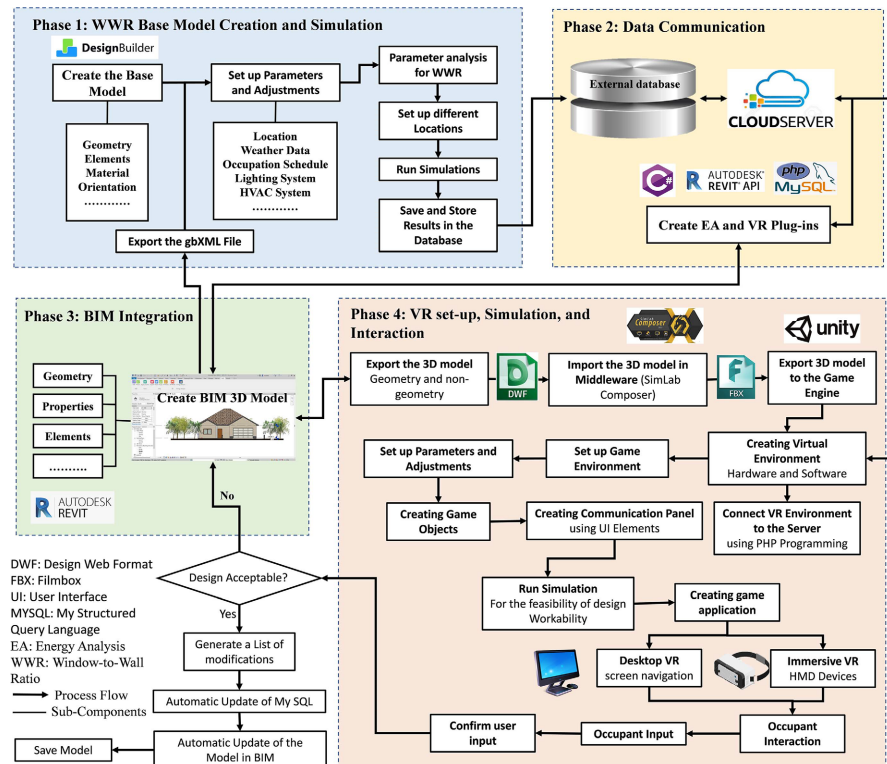 Phase 1: WWR Base Model Creation and Simulation
DesignBuilder
Create the Base
Model
Geometry
Elements
Material
Orientation
............
Set up Parameters
and Adjustments
Location
Weather Data
Occupation Schedule
Lighting System
HVAC System
............
Parameter analysis
for WWR
Set up different
Locations
Run Simulations
Save and Store
Results in the
Database
Export the gbXML File
Phase 2: Data Communication
External database
CLOUDSERVER
C#
R AUTODESK®
REVIT® API
php
MySQL
Create EA and VR Plug-ins
Phase 3: BIM Integration
Geometry
Properties
Elements
..........
Create BIM 3D Model
R AUTODESK
REVIT
No
Phase 4: VR set-up, Simulation, and
Interaction
Composer
unity
Export the 3D model
Geometry and non-
geometry
DWF
Import the 3D model in
Middleware (SimLab
Composer)
FBX
Export 3D model
to the Game
Engine
Creating Virtual
Environment
Hardware and Software
Set up Game
Environment
Set up Parameters and
Adjustments
Creating Game
Objects
Creating Communication Panel
using UI Elements
Connect VR Environment
to the Server
using PHP Programming
Run Simulation
For the feasibility of design
Workability
Creating game
application
Desktop VR
screen navigation
Immersive VR
HMD Devices
Occupant
Interaction
Occupant Input
Confirm user
input
Design Acceptable?
Yes
Generate a List of
modifications
Automatic Update of My SQL
Automatic Update of the
Model in BIM
Save Model
DWF: Design Web Format
FBX: Filmbox
UI: User Interface
MYSQL: My Structured
Query Language
EA: Energy Analysis
WWR: Window-to-Wall
Ratio
Process Flow
Sub-Components